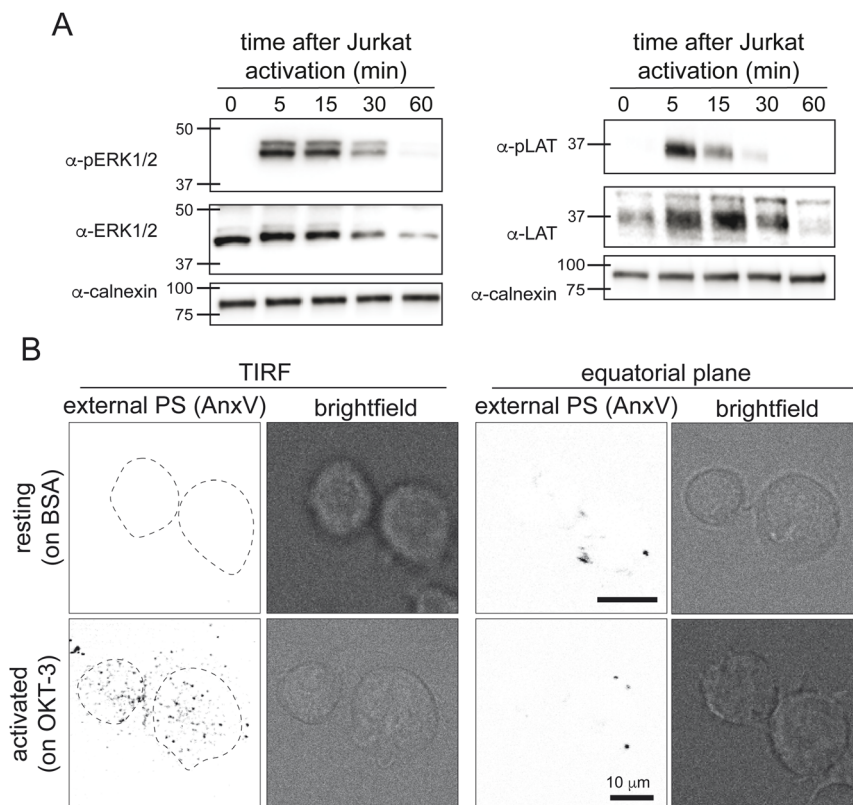 A
time after Jurkat
activation (min)
0 5 15 30 60
50
α-pERK1/2
37
50
α-ERK1/2
37
α-calnexin
100
75
time after Jurkat
activation (min)
0 5 15 30 60
α-pLAT
37
37
α-LAT
100
α-calnexin
75
B
TIRF
equatorial plane
external PS (AnxV)
brightfield
external PS (AnxV)
brightfield
resting
(on BSA)
activated
(on OKT-3)
10 μm